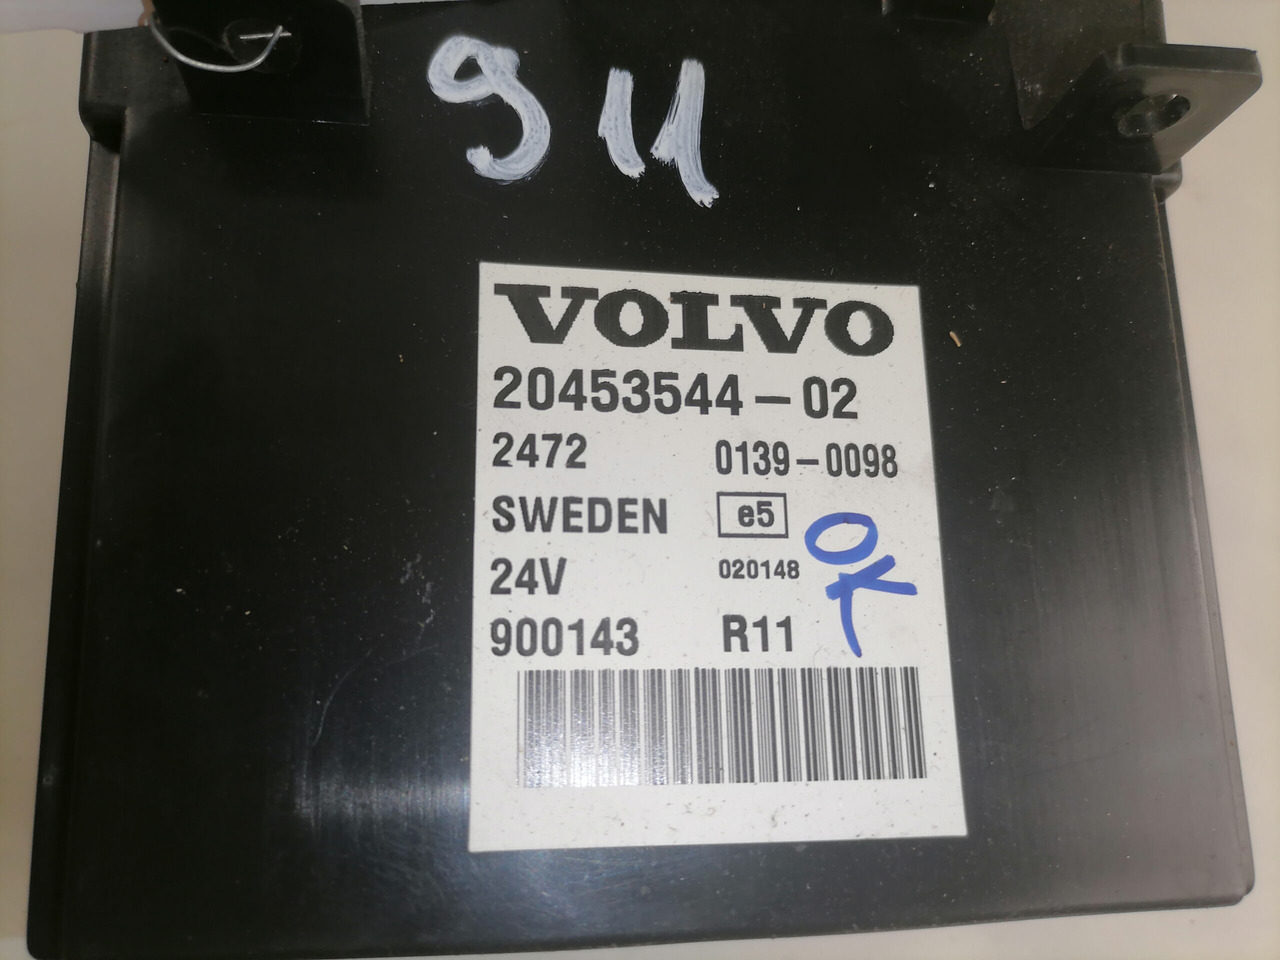 911
VOLVO
20453544-02
2472 0139-0098
SWEDEN e5
OK
24V 020148
900143 R11